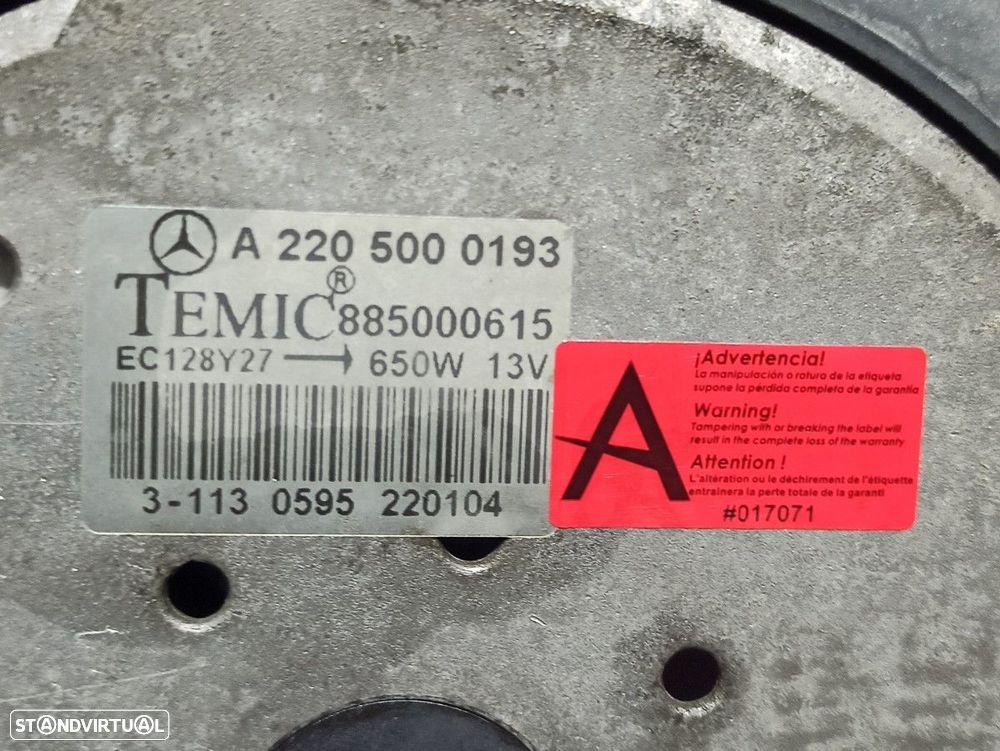 A 220 500 0193
TEMIC® 885000615
EC128Y27 → 650W 13V
3-113 0595 220104
¡Advertencia!
La manipulación o roturo de la etiqueta
supone la pérdida completa de la garantía
Warning!
Tampering with or breaking the label will
result in the complete loss of the warranty
Attention !
L'altération ou le déchirement de l'étiquette
entraînera la perte totale de la garanti
#017071
A
STANDVIRTUAL